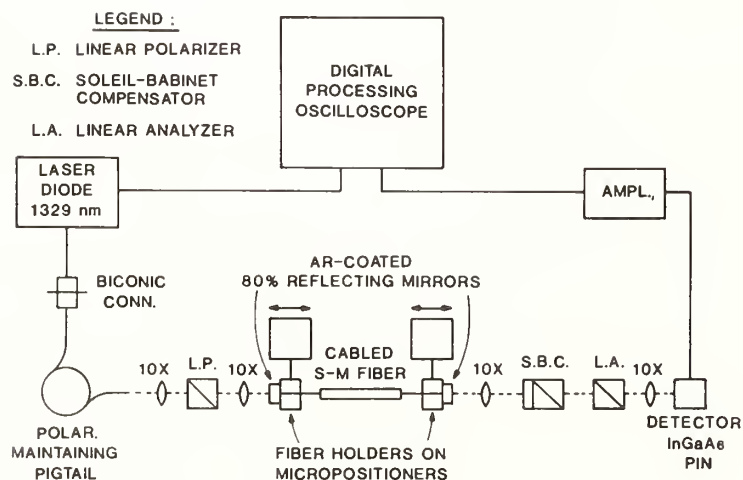 LEGEND :
L.P. LINEAR POLARIZER
S.B.C. SOLEIL-BABINET
COMPENSATOR
L.A. LINEAR ANALYZER
DIGITAL
PROCESSING
OSCILLOSCOPE
LASER
DIODE
1329 nm
AMPL.,
BICONIC
CONN.
AR-COATED
80% REFLECTING MIRRORS
CABLED
S-M FIBER
10X
L.P.
10X
10X
S.B.C.
L.A.
10X
POLAR.
MAINTAINING
PIGTAIL
FIBER HOLDERS ON
MICROPOSITIONERS
DETECTOR
InGaAs
PIN